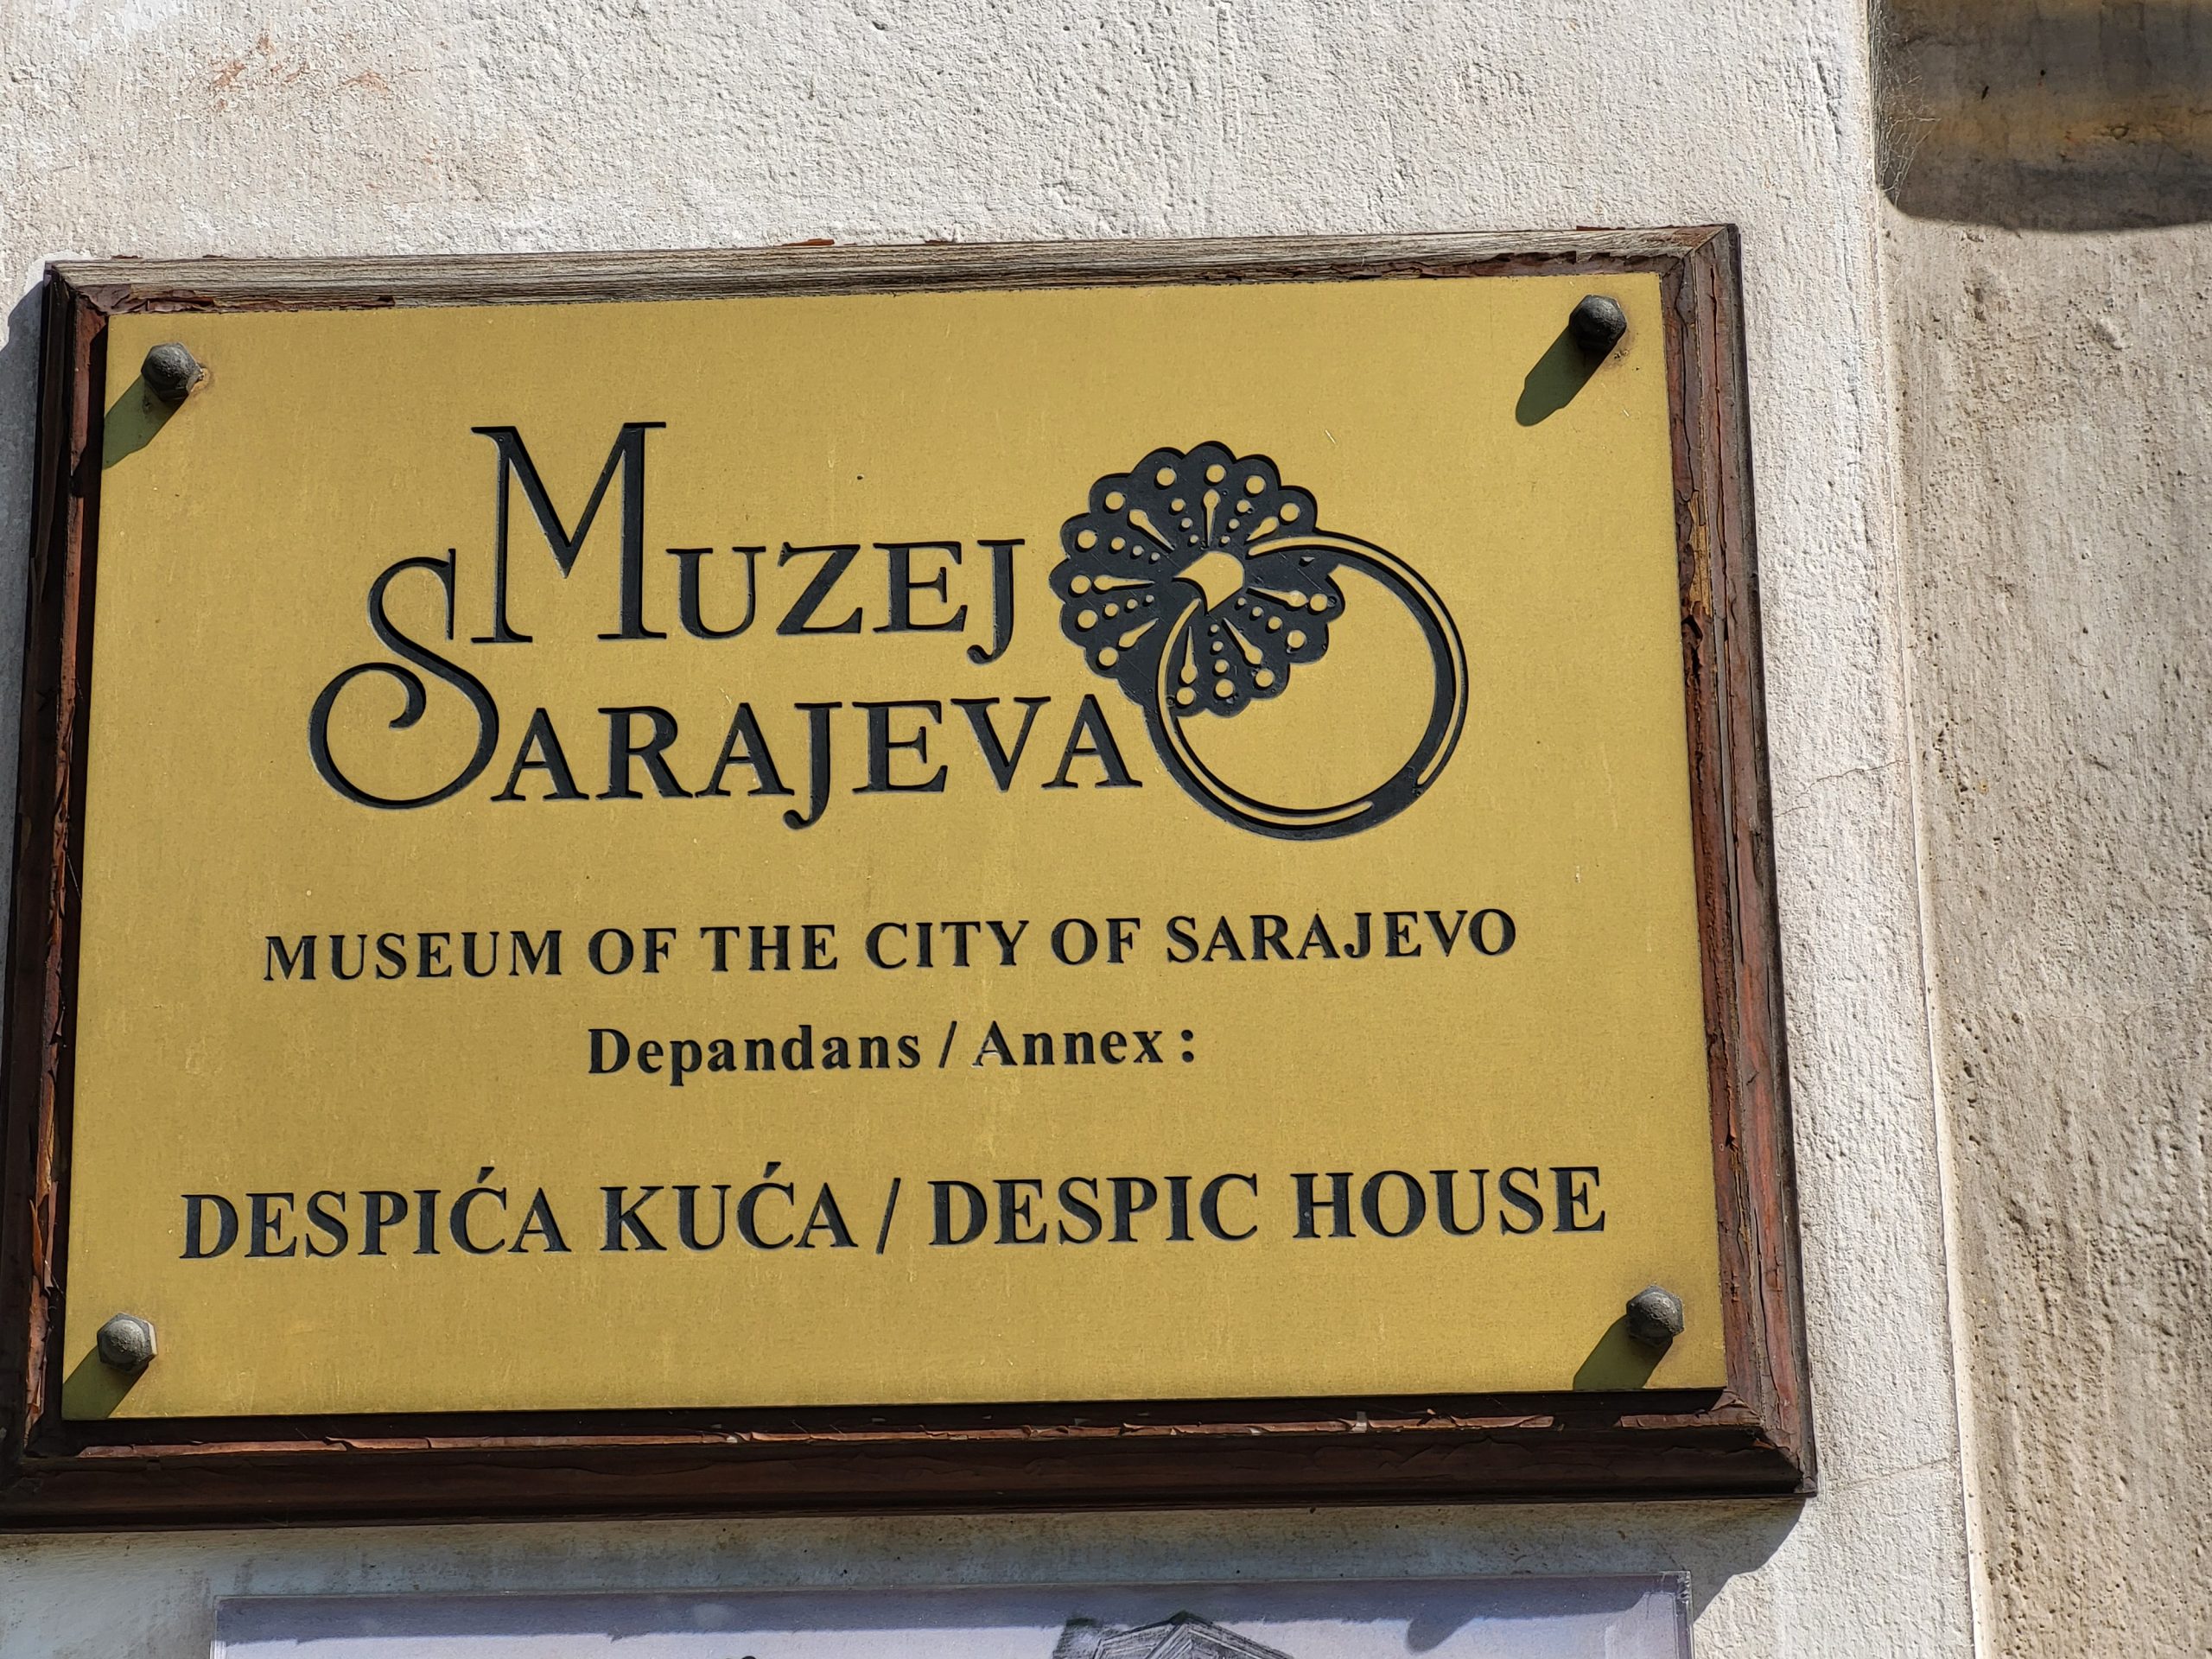 MUZEJ
SARAJEVA
MUSEUM OF THE CITY OF SARAJEVO
Depandans / Annex :
DESPIĆA KUĆA / DESPIC HOUSE